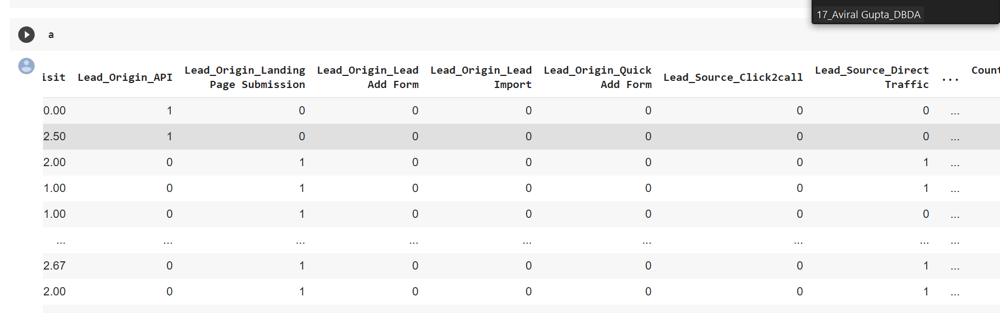 17_Aviral Gupta_DBDA
a
isit Lead_Origin_API Lead_Origin_Landing Page Submission Lead_Origin_Lead Add Form Lead_Origin_Lead Import Lead_Origin_Quick Add Form Lead_Source_Click2call Lead_Source_Direct Traffic ... Count
0.00 1 0 0 0 0 0 0 ...
2.50 1 0 0 0 0 0 0 ...
2.00 0 1 0 0 0 0 1 ...
1.00 0 1 0 0 0 0 1 ...
1.00 0 1 0 0 0 0 0 ...
... ... ... ... ... ... ... ... ...
2.67 0 1 0 0 0 0 1 ...
2.00 0 1 0 0 0 0 1 ...